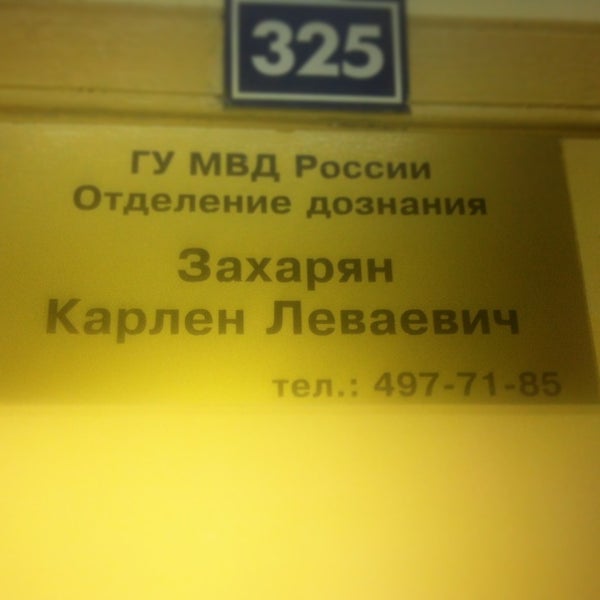 325
ГУ МВД России
Отделение дознания
Захарян
Карлен Леваевич
тел.: 497-71-85